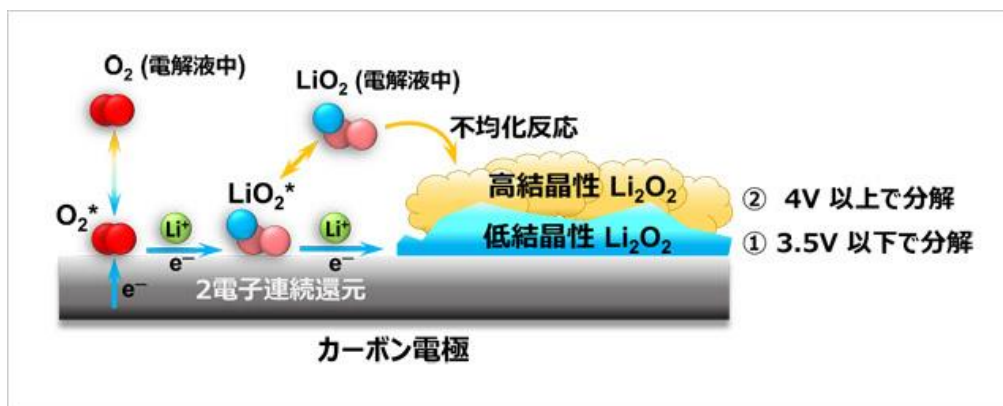 O₂ (電解液中)
LiO₂ (電解液中)
不均化反応
高結晶性 Li₂O₂
② 4V 以上で分解
LiO₂*
O₂*
Li⁺
Li⁺
低結晶性 Li₂O₂
① 3.5V 以下で分解
e⁻
e⁻
e⁻
2電子連続還元
カーボン電極